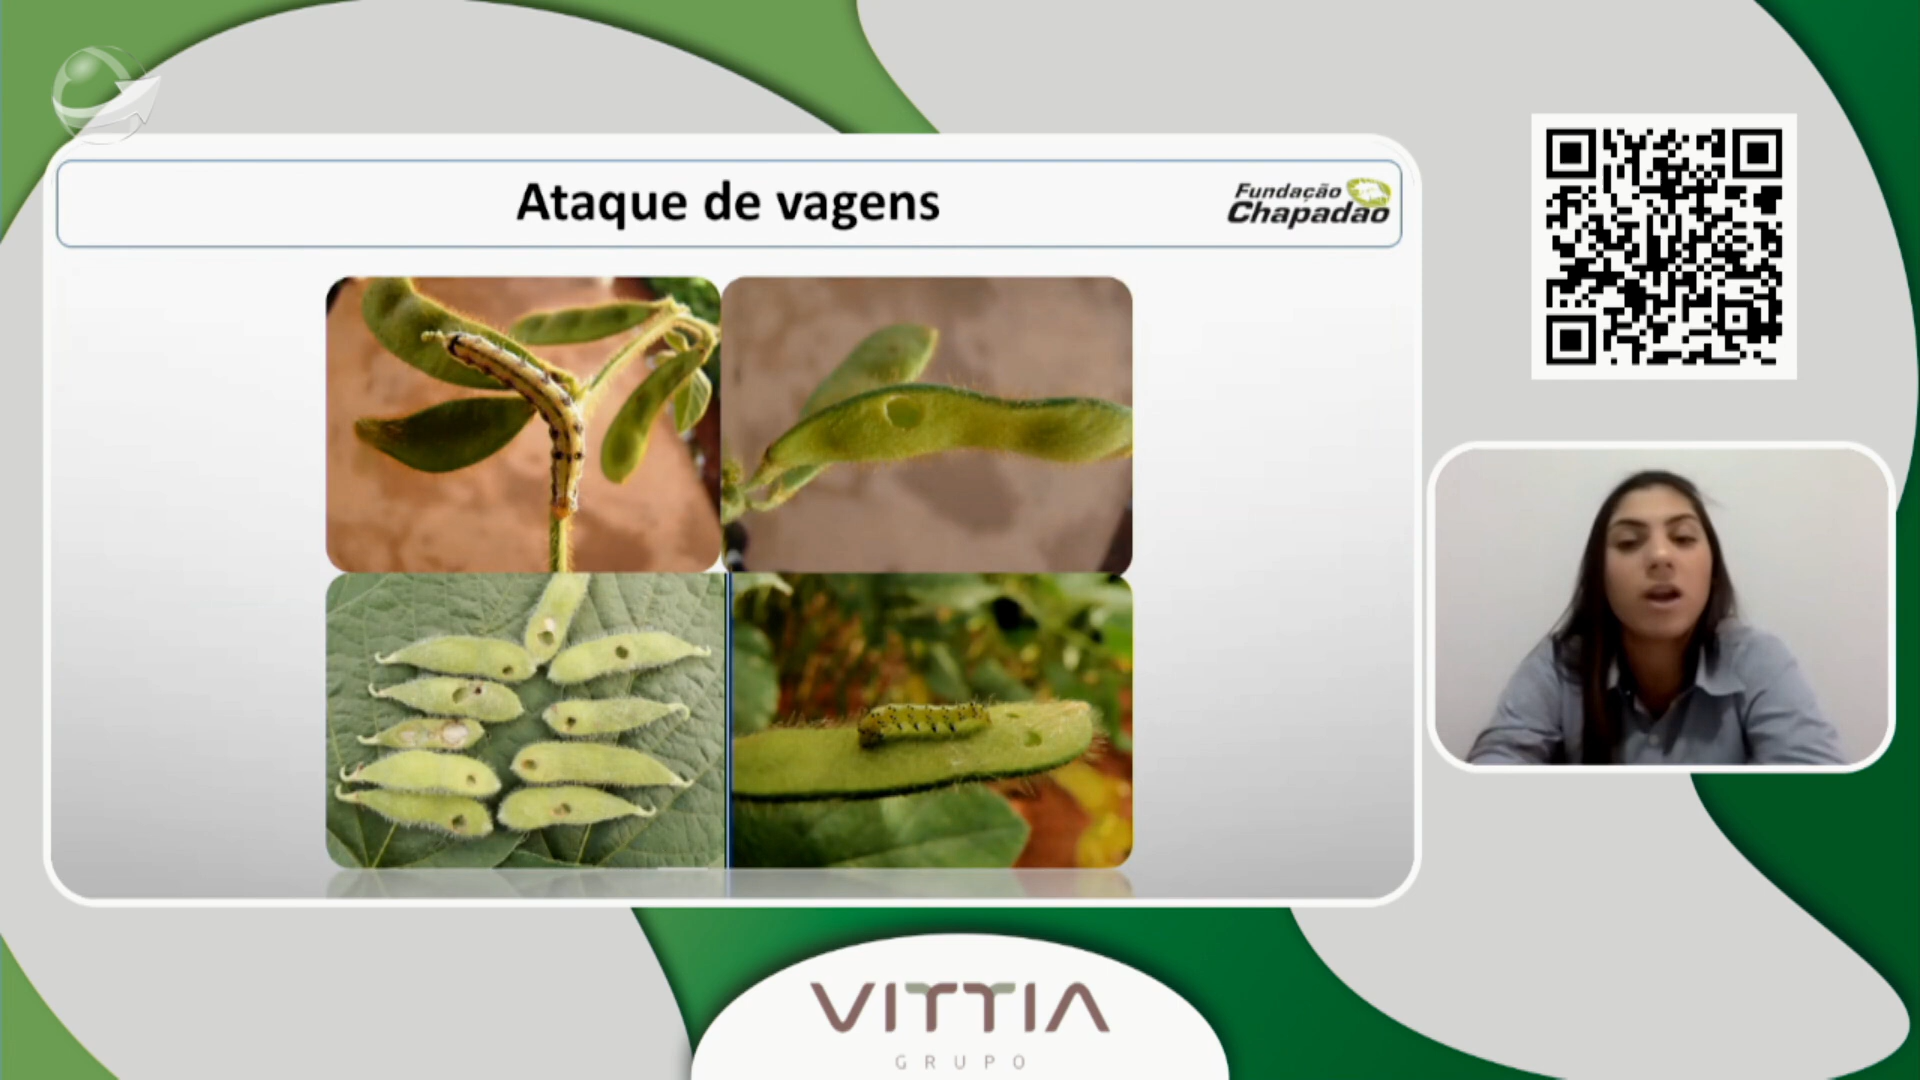 Ataque de vagens
Fundação
Chapadão
VITTIA
GRUPO